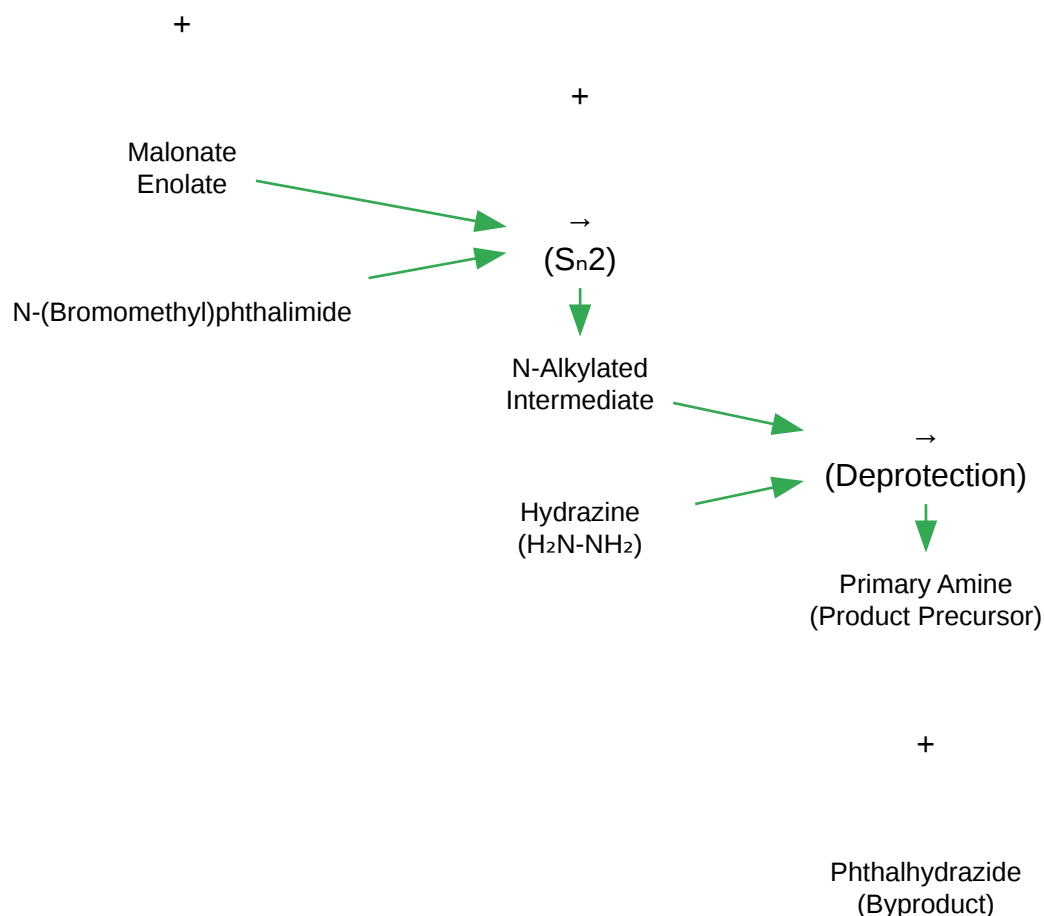 +
+
Malonate
Enolate
→
(Sₙ2)
N-(Bromomethyl)phthalimide
N-Alkylated
Intermediate
→
(Deprotection)
Hydrazine
(H₂N-NH₂)
Primary Amine
(Product Precursor)
+
Phthalhydrazide
(Byproduct)